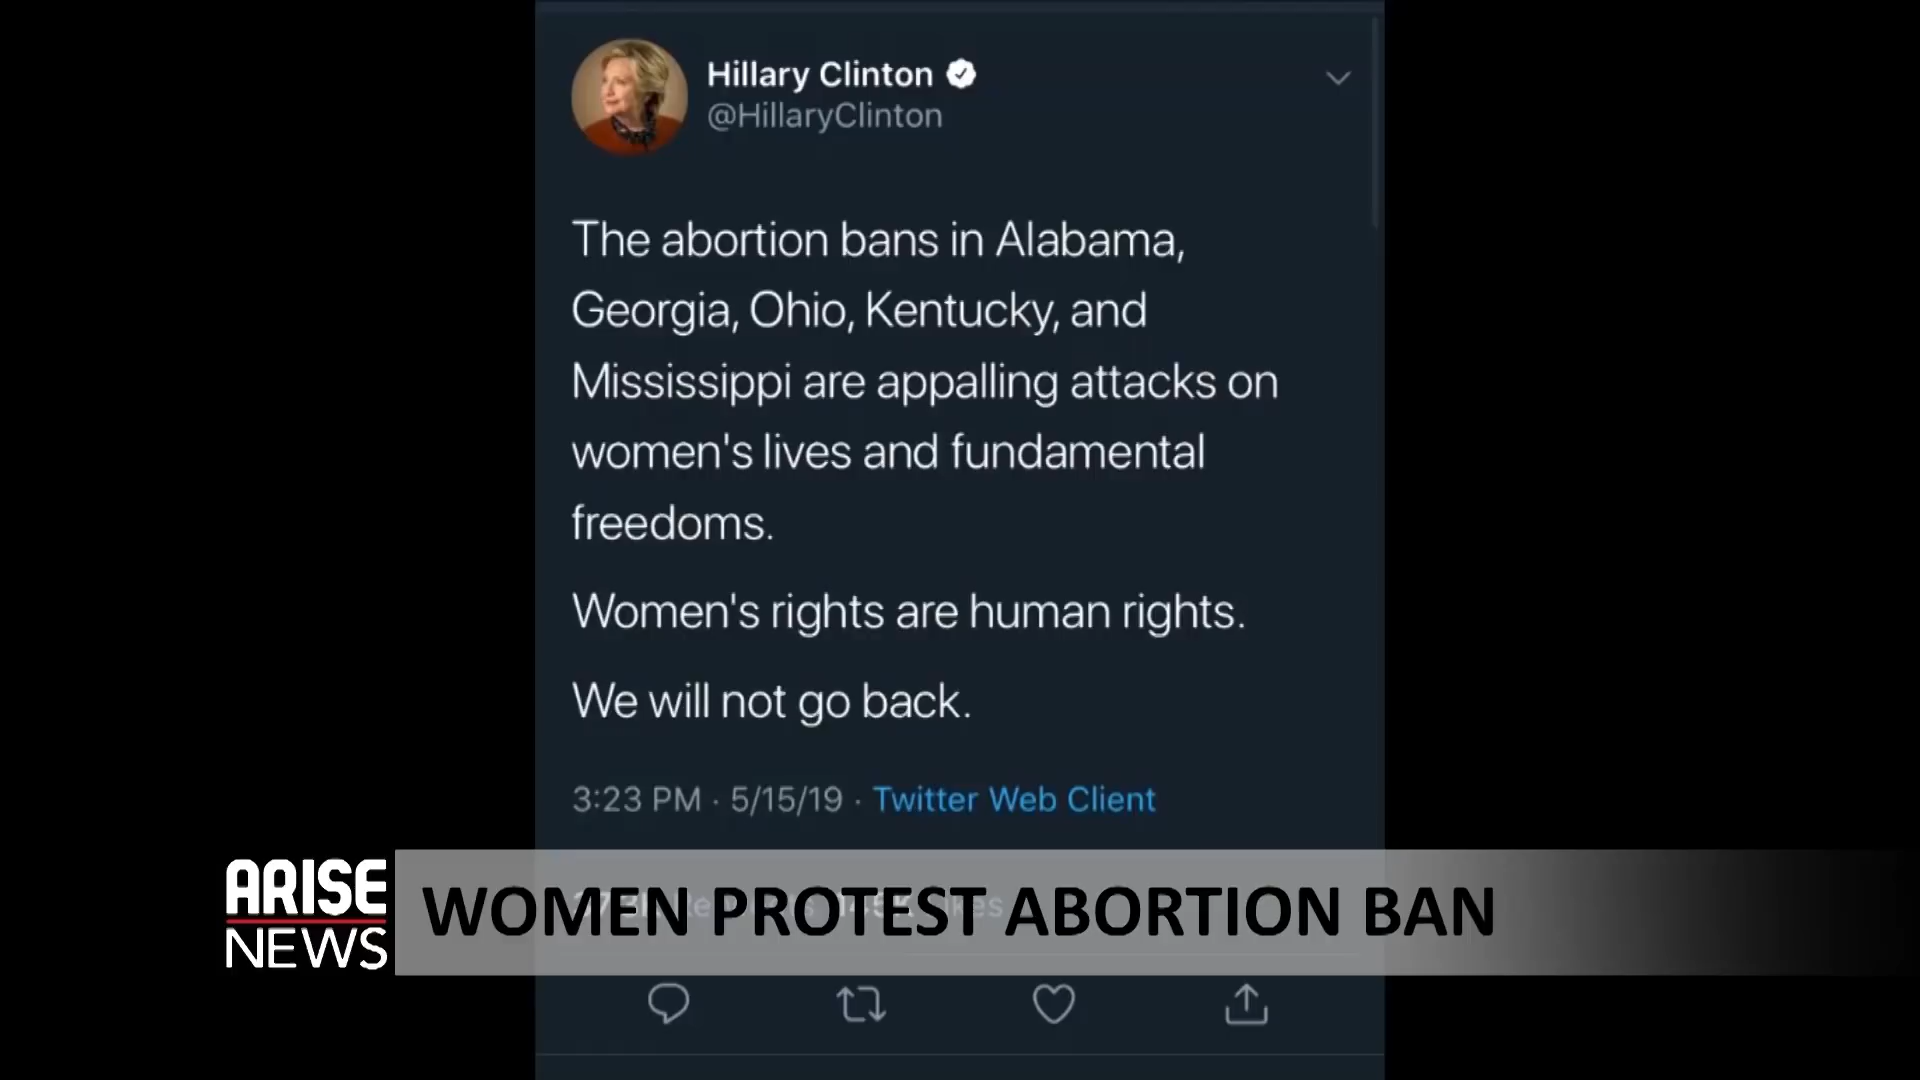 Hillary Clinton
@HillaryClinton
The abortion bans in Alabama,
Georgia, Ohio, Kentucky, and
Mississippi are appalling attacks on
women's lives and fundamental
freedoms.
Women's rights are human rights.
We will not go back.
3:23 PM · 5/15/19 · Twitter Web Client
ARISE
NEWS
WOMEN PROTEST ABORTION BAN